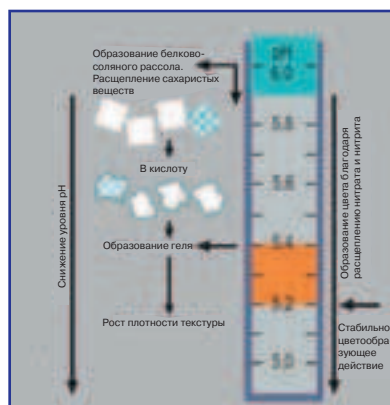 Образование белково-
соляного рассола.
Расщепление сахаристых
веществ
В кислоту
Образование геля
Рост плотности текстуры
Снижение уровня pH
pH
6.0
5.8
5.6
5.4
5.2
5.0
Образование цвета благодаря
расщеплению нитрата и нитрита
Стабильно
цветообра-
зующее
действие